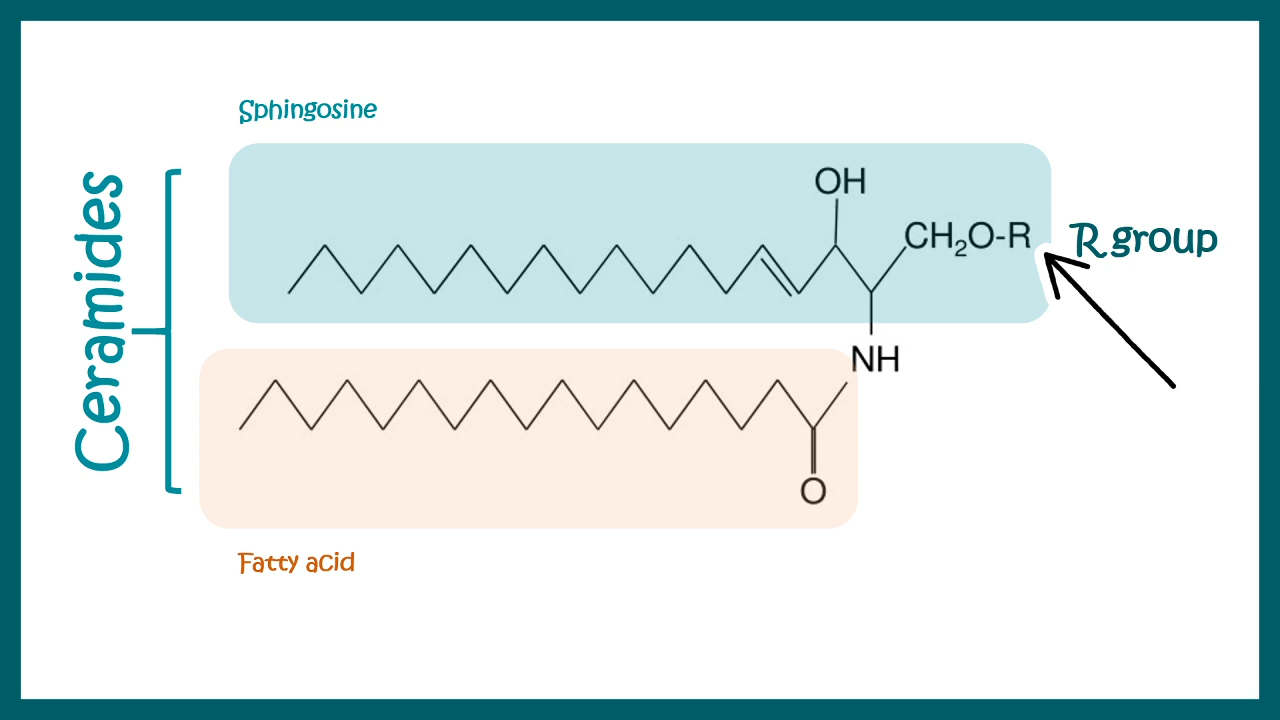 Sphingosine
Ceramides
OH
CH₂O-R
R group
NH
O
Fatty acid